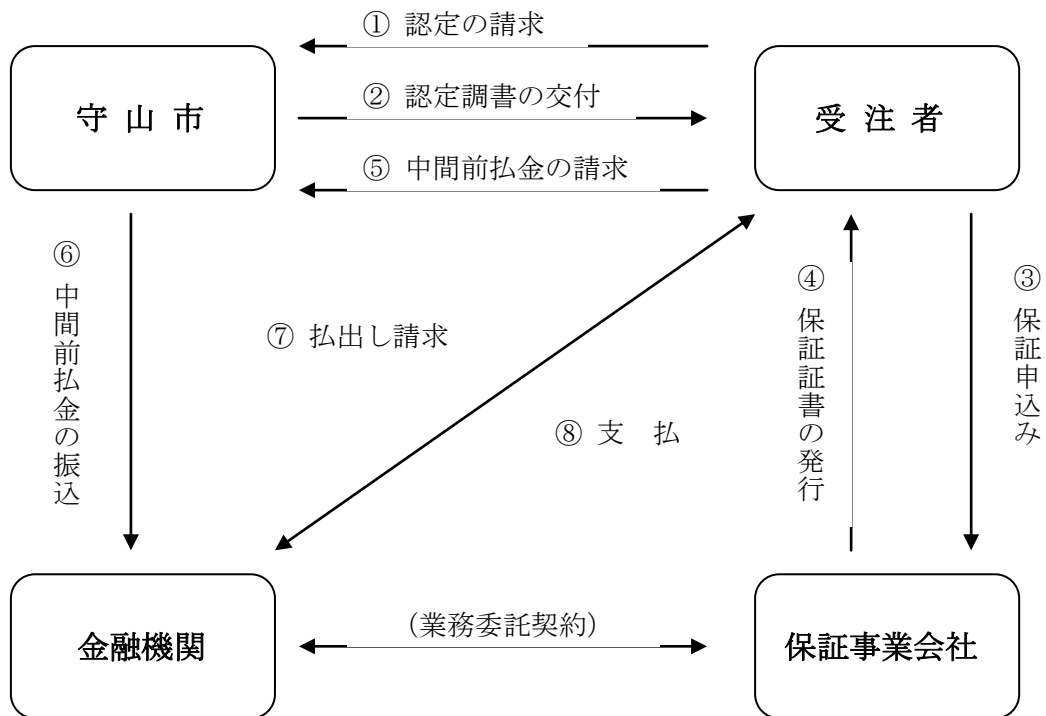 ① 認定の請求
守 山 市
② 認定調書の交付
受 注 者
⑤ 中間前払金の請求
⑥ 中間前払金の振込
⑦ 払出し請求
⑧ 支　払
④ 保証証書の発行
③ 保証申込み
金融機関
（業務委託契約）
保証事業会社